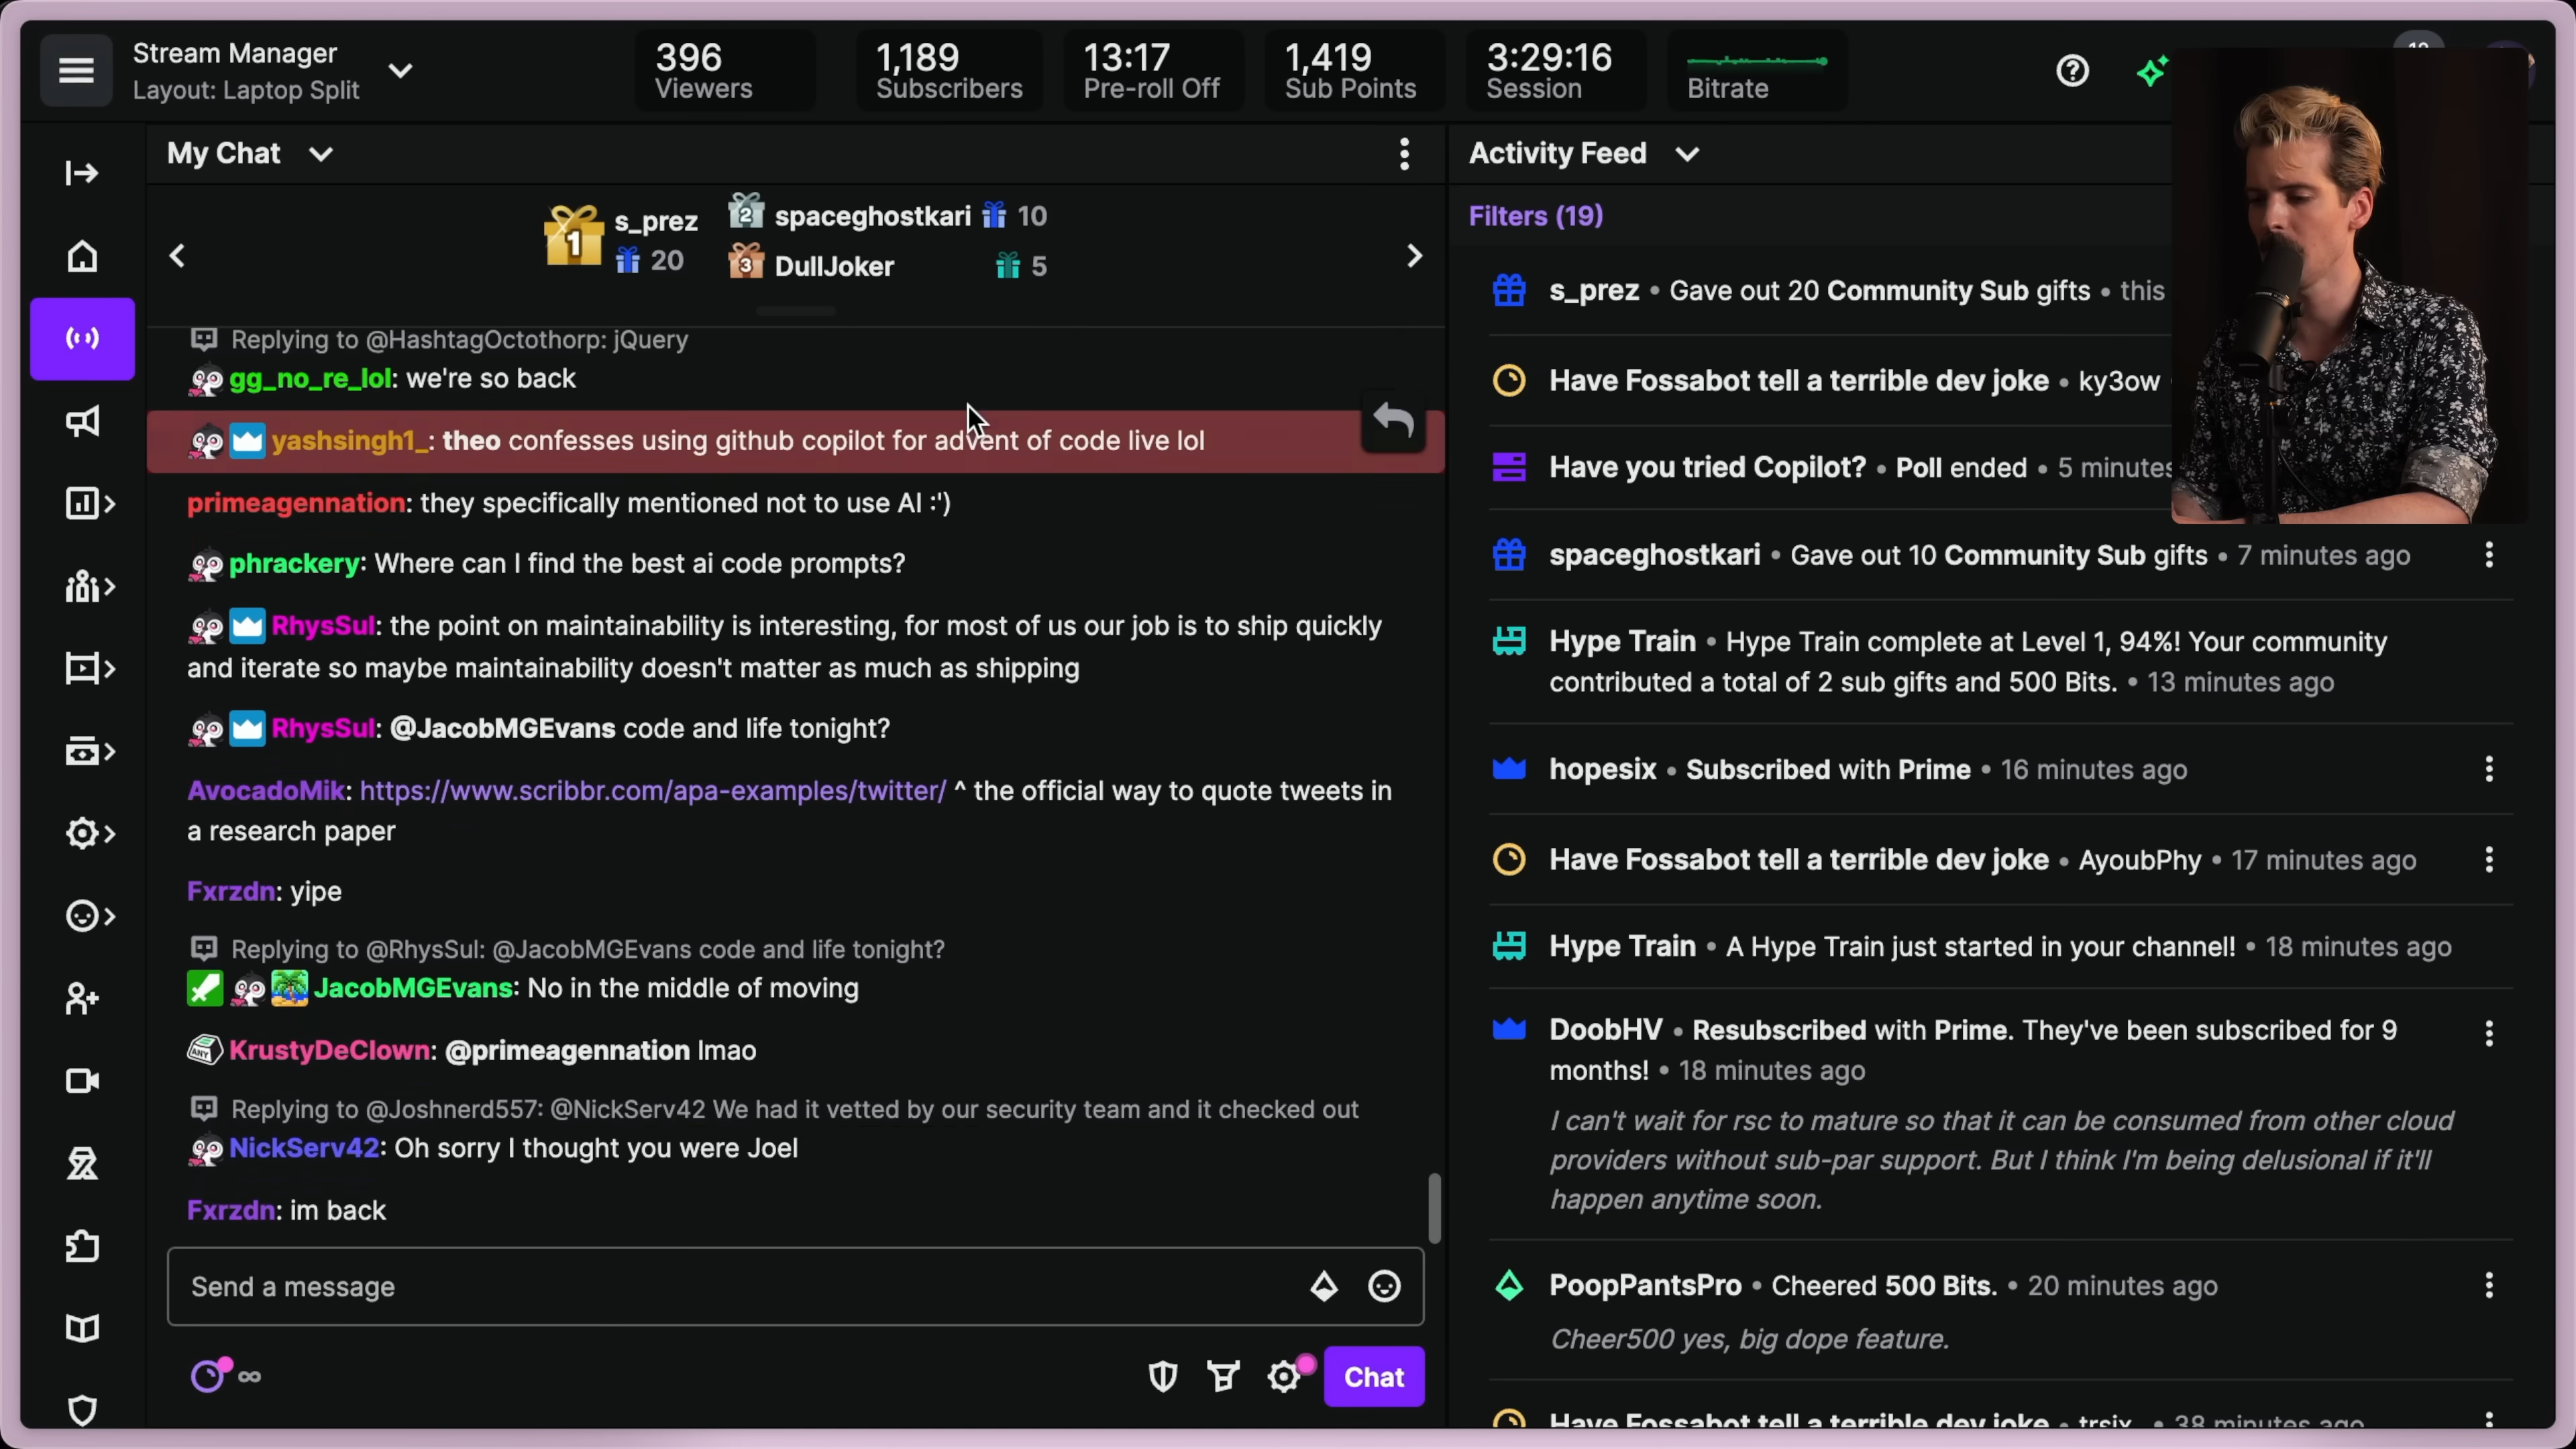 Stream Manager
Layout: Laptop Split
396
Viewers
1,189
Subscribers
13:17
Pre-roll Off
1,419
Sub Points
3:29:16
Session
Bitrate
My Chat
1
s_prez
20
2
spaceghostkari
10
3
DullJoker
5
Replying to @HashtagOctothorp: jQuery
gg_no_re_lol: we're so back
yashsingh1_: theo confesses using github copilot for advent of code live lol
primeagennation: they specifically mentioned not to use AI :')
phrackery: Where can I find the best ai code prompts?
RhysSul: the point on maintainability is interesting, for most of us our job is to ship quickly
and iterate so maybe maintainability doesn't matter as much as shipping
RhysSul: @JacobMGEvans code and life tonight?
AvocadoMik: https://www.scribbr.com/apa-examples/twitter/ ^ the official way to quote tweets in
a research paper
Fxrzdn: yipe
Replying to @RhysSul: @JacobMGEvans code and life tonight?
JacobMGEvans: No in the middle of moving
ANY
KrustyDeClown: @primeagennation lmao
Replying to @Joshnerd557: @NickServ42 We had it vetted by our security team and it checked out
NickServ42: Oh sorry I thought you were Joel
Fxrzdn: im back
Send a message
∞
Chat
Activity Feed
Filters (19)
s_prez • Gave out 20 Community Sub gifts • this
Have Fossabot tell a terrible dev joke • ky3ow
Have you tried Copilot? • Poll ended • 5 minutes
spaceghostkari • Gave out 10 Community Sub gifts • 7 minutes ago
Hype Train • Hype Train complete at Level 1, 94%! Your community
contributed a total of 2 sub gifts and 500 Bits. • 13 minutes ago
hopesix • Subscribed with Prime • 16 minutes ago
Have Fossabot tell a terrible dev joke • AyoubPhy • 17 minutes ago
Hype Train • A Hype Train just started in your channel! • 18 minutes ago
DoobHV • Resubscribed with Prime. They've been subscribed for 9
months! • 18 minutes ago
I can't wait for rsc to mature so that it can be consumed from other cloud
providers without sub-par support. But I think I'm being delusional if it'll
happen anytime soon.
PoopPantsPro • Cheered 500 Bits. • 20 minutes ago
Cheer500 yes, big dope feature.
Have Fossabot tell a terrible dev joke • trsix_ • 38 minutes ago